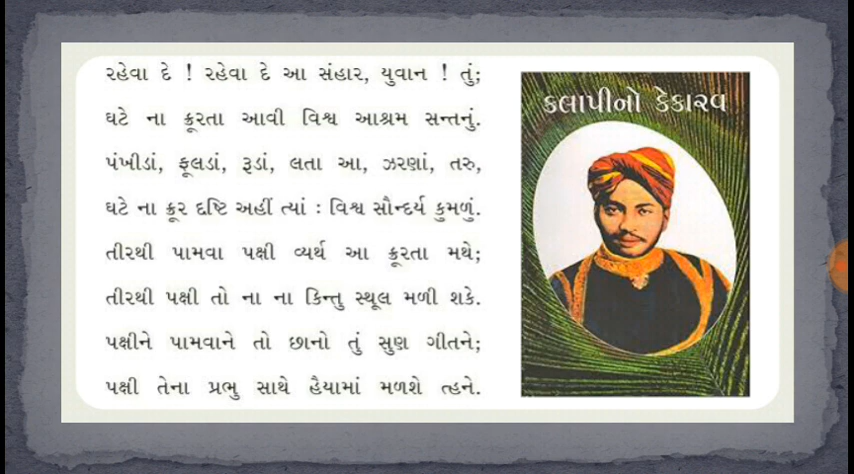 રહેવા દે ! રહેવા દે આ સંહાર, યુવાન ! તું;
ઘટે ના ક્રૂરતા આવી વિશ્વ આશ્રમ સન્તનું.
પંખીડાં, ફૂલડાં, રૂડાં, લતા આ, ઝરણાં, તરુ,
ઘટે ના ક્રૂર દષ્ટિ અહીં ત્યાં : વિશ્વ સૌન્દર્ય કુમળું.
તીરથી પામવા પક્ષી વ્યર્થ આ ક્રૂરતા મથે;
તીરથી પક્ષી તો ના ના કિન્તુ સ્થૂલ મળી શકે.
પક્ષીને પામવાને તો છાનો તું સુણ ગીતને;
પક્ષી તેના પ્રભુ સાથે હૈયામાં મળશે ત્હને.
કલાપીનો કેકારવ